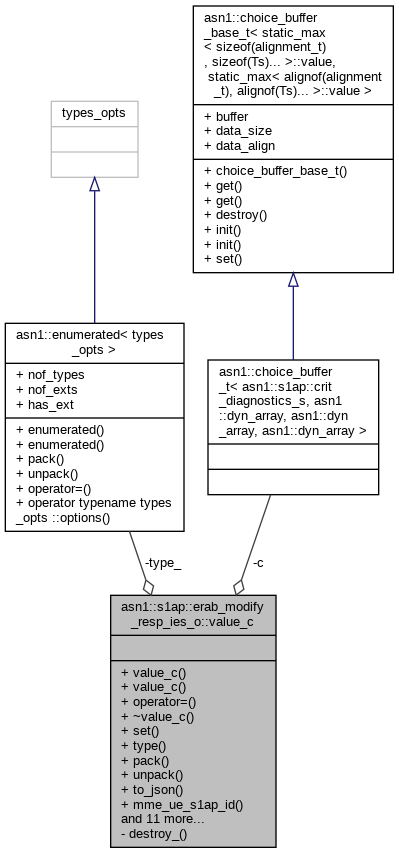 asn1::choice_buffer
_base_t< static_max
< sizeof(alignment_t)
, sizeof(Ts)... >::value,
static_max< alignof(alignment
_t), alignof(Ts)... >::value >
+ buffer
+ data_size
+ data_align
+ choice_buffer_base_t()
+ get()
+ get()
+ destroy()
+ init()
+ init()
+ set()
types_opts
asn1::enumerated< types
_opts >
+ nof_types
+ nof_exts
+ has_ext
+ enumerated()
+ enumerated()
+ pack()
+ unpack()
+ operator=()
+ operator typename types
_opts ::options()
asn1::choice_buffer
_t< asn1::s1ap::crit
_diagnostics_s, asn1
::dyn_array, asn1::dyn
_array, asn1::dyn_array >
-type_
-c
asn1::s1ap::erab_modify
_resp_ies_o::value_c
+ value_c()
+ value_c()
+ operator=()
+ ~value_c()
+ set()
+ type()
+ pack()
+ unpack()
+ to_json()
+ mme_ue_s1ap_id()
and 11 more...
- destroy_()